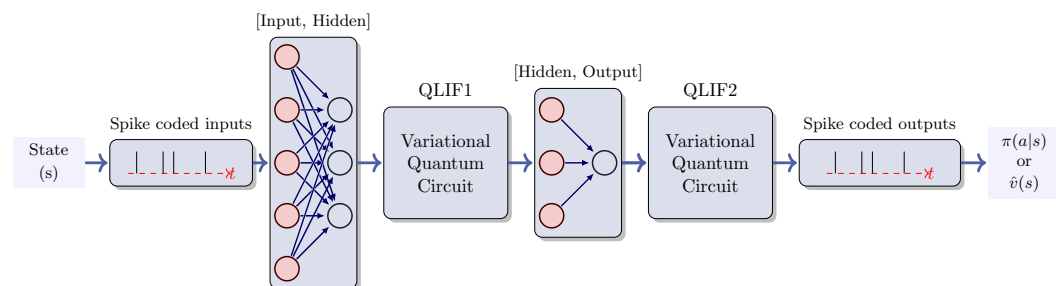 State
(s)
Spike coded inputs
t
[Input, Hidden]
QLIF1
Variational
Quantum
Circuit
[Hidden, Output]
QLIF2
Variational
Quantum
Circuit
Spike coded outputs
t
π(a|s)
or
v̂(s)